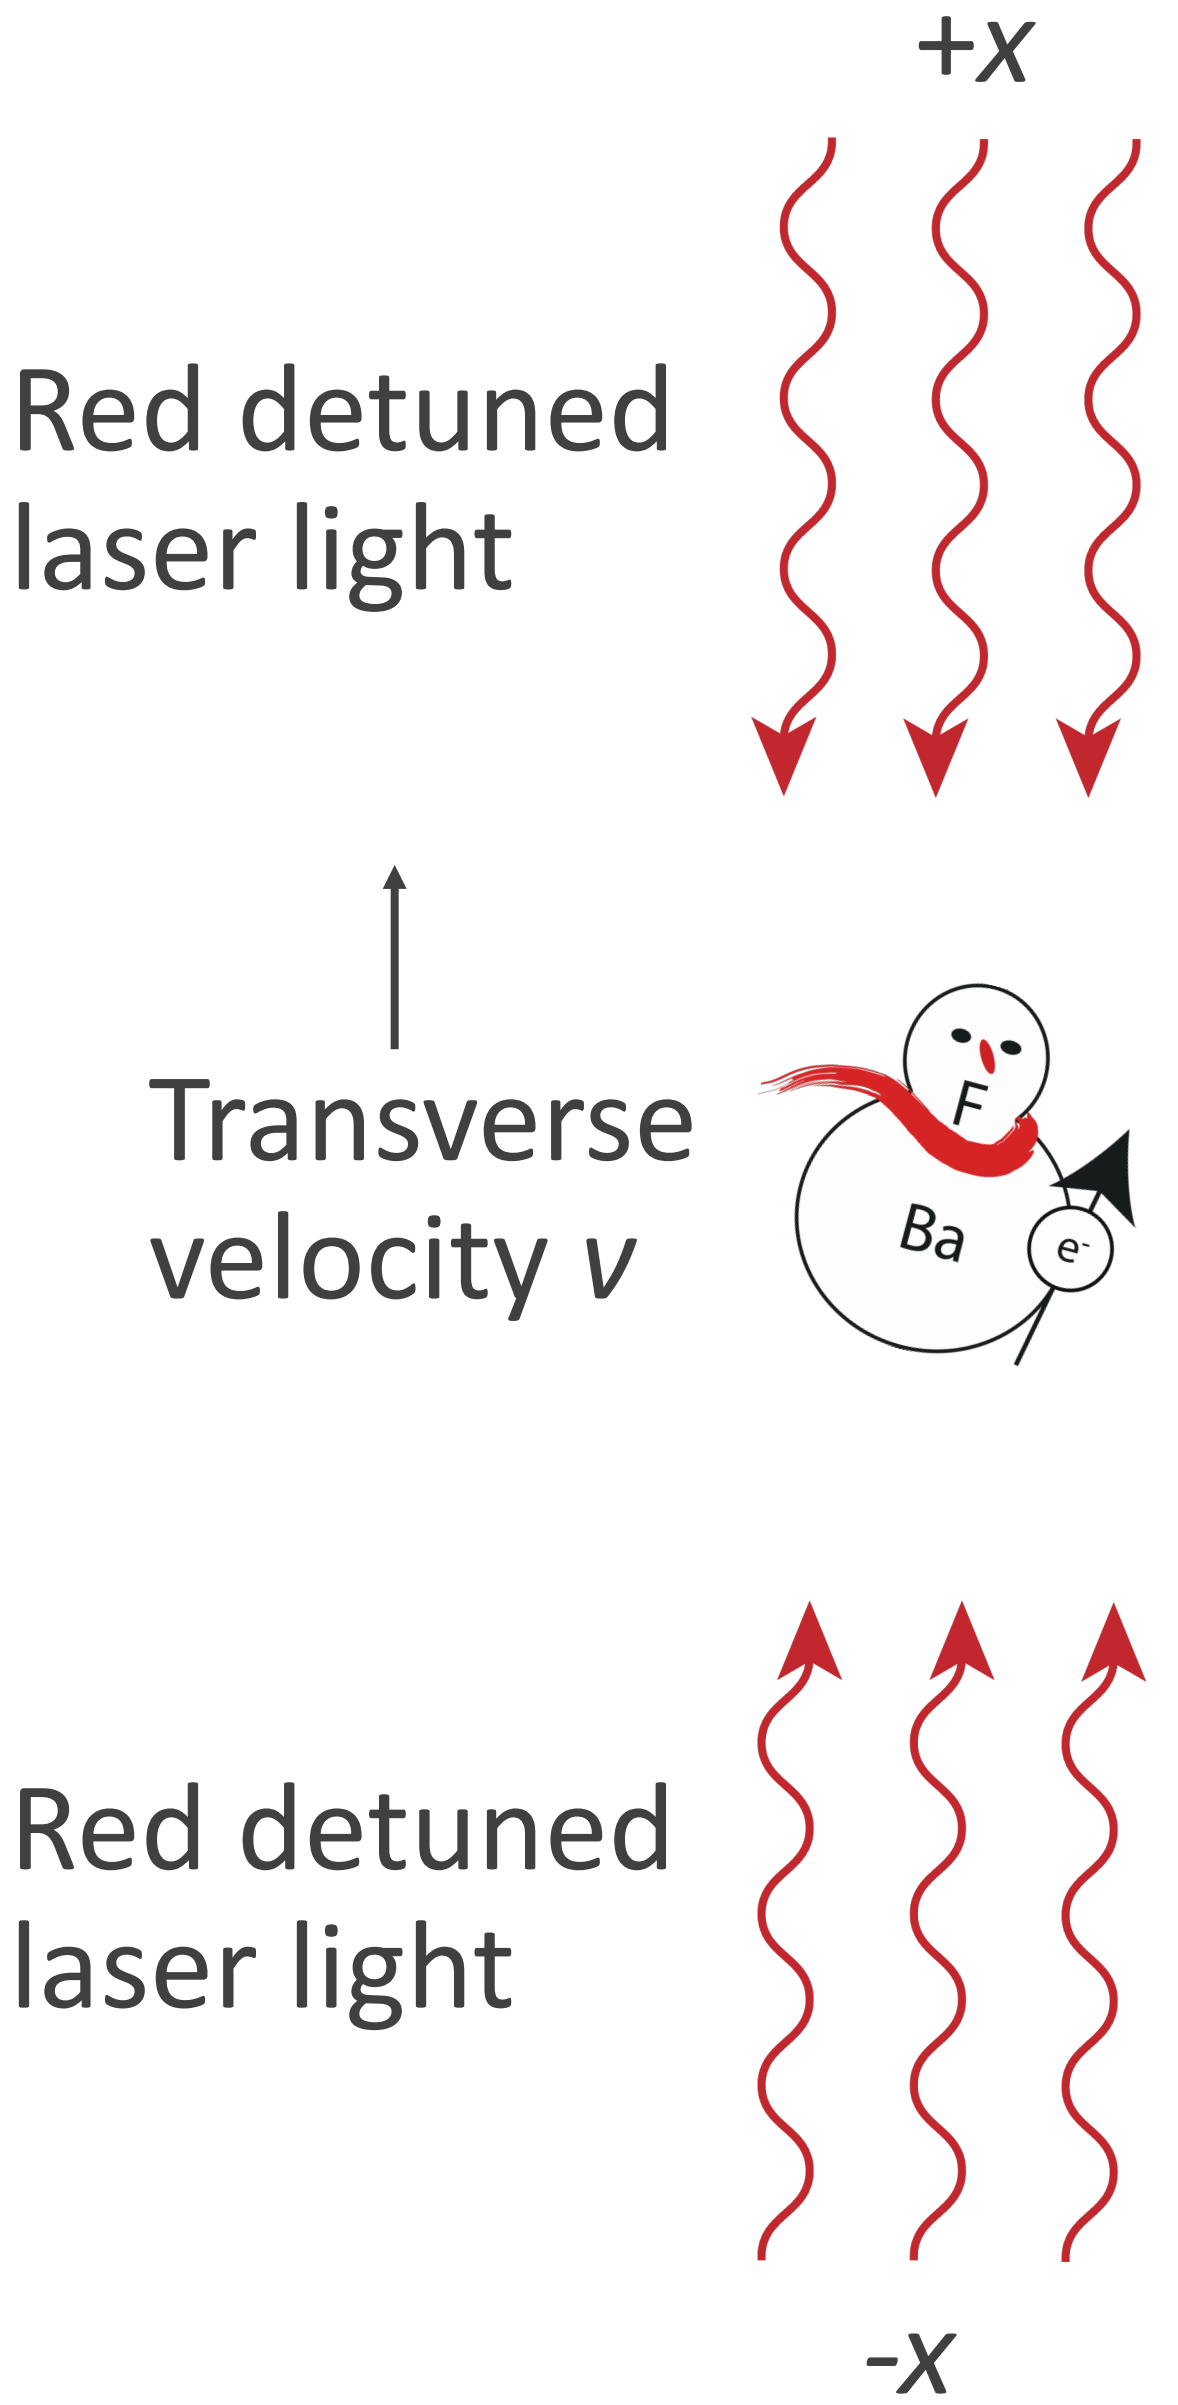 +x
Red detuned
laser light
Transverse
velocity v
F
Ba
e-
Red detuned
laser light
-x